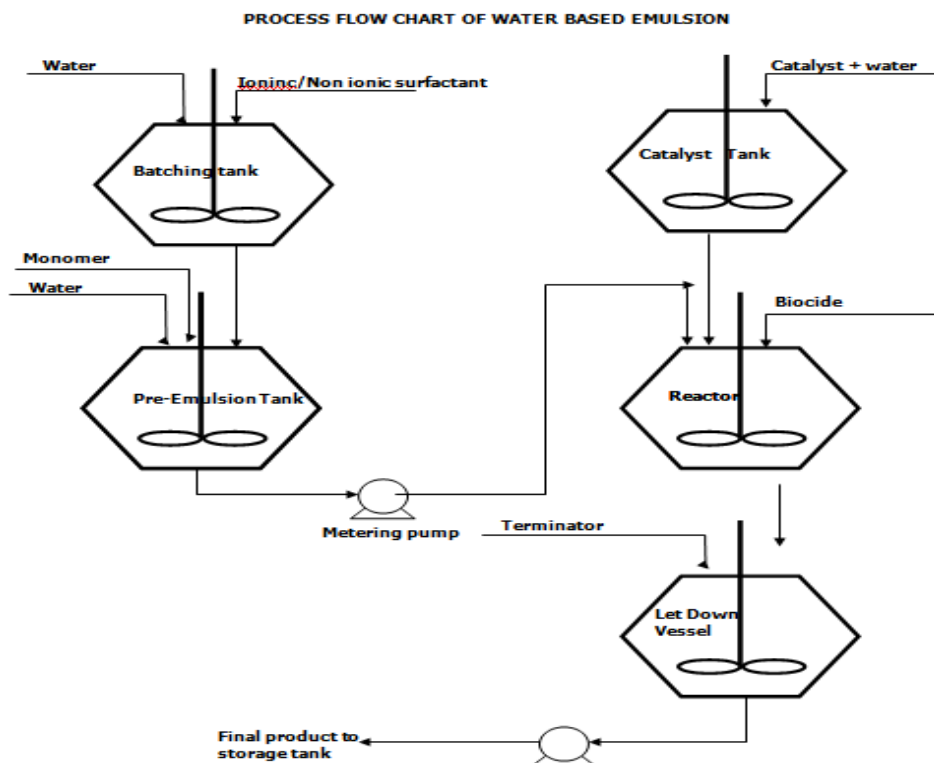 PROCESS FLOW CHART OF WATER BASED EMULSION
Water
Ioninc/Non ionic surfactant
Catalyst + water
Batching tank
Catalyst Tank
Monomer
Water
Biocide
Pre-Emulsion Tank
Reactor
Metering pump
Terminator
Let Down
Vessel
Final product to
storage tank